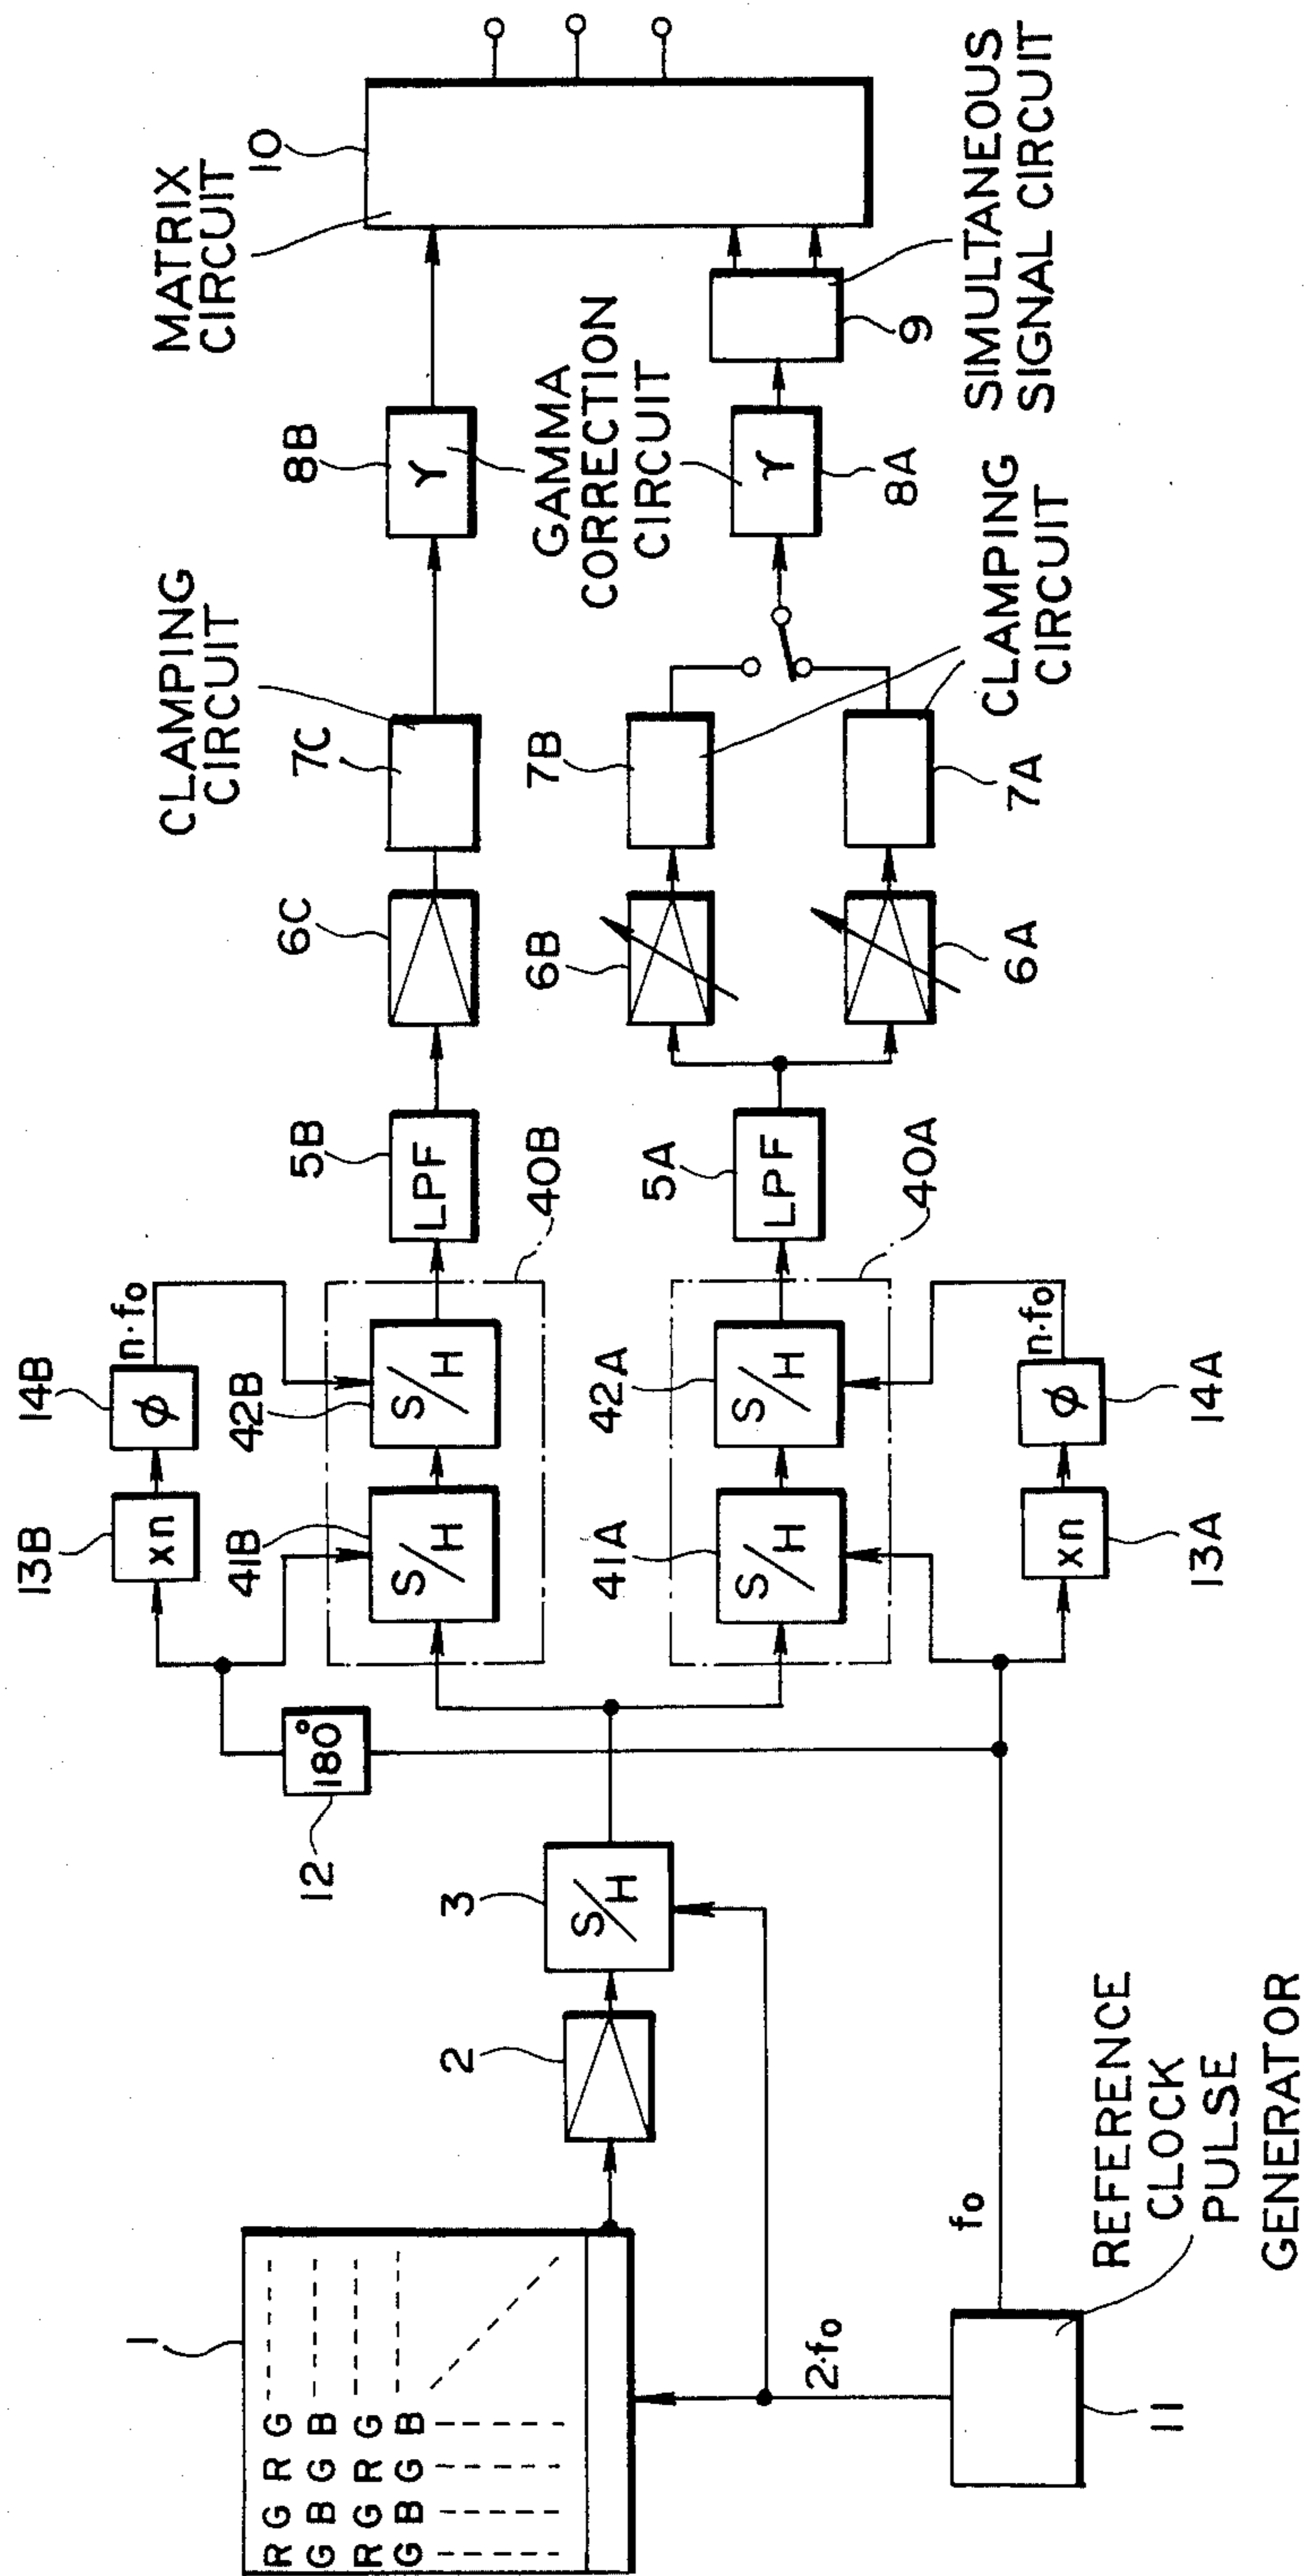 1
R G R G
G B G B
R G R G
G B G B
2
3
S/H
2·fo
fo
11
REFERENCE
CLOCK
PULSE
GENERATOR
12
180°
13B
xn
14B
φ
n·fo
41B
S/H
42B
S/H
40B
41A
S/H
42A
S/H
40A
13A
xn
14A
φ
n·fo
5B
LPF
5A
LPF
6C
6B
6A
CLAMPING
CIRCUIT
7C
7B
7A
CLAMPING
CIRCUIT
8B
γ
GAMMA
CORRECTION
CIRCUIT
γ
8A
MATRIX
CIRCUIT
10
9
SIMULTANEOUS
SIGNAL CIRCUIT